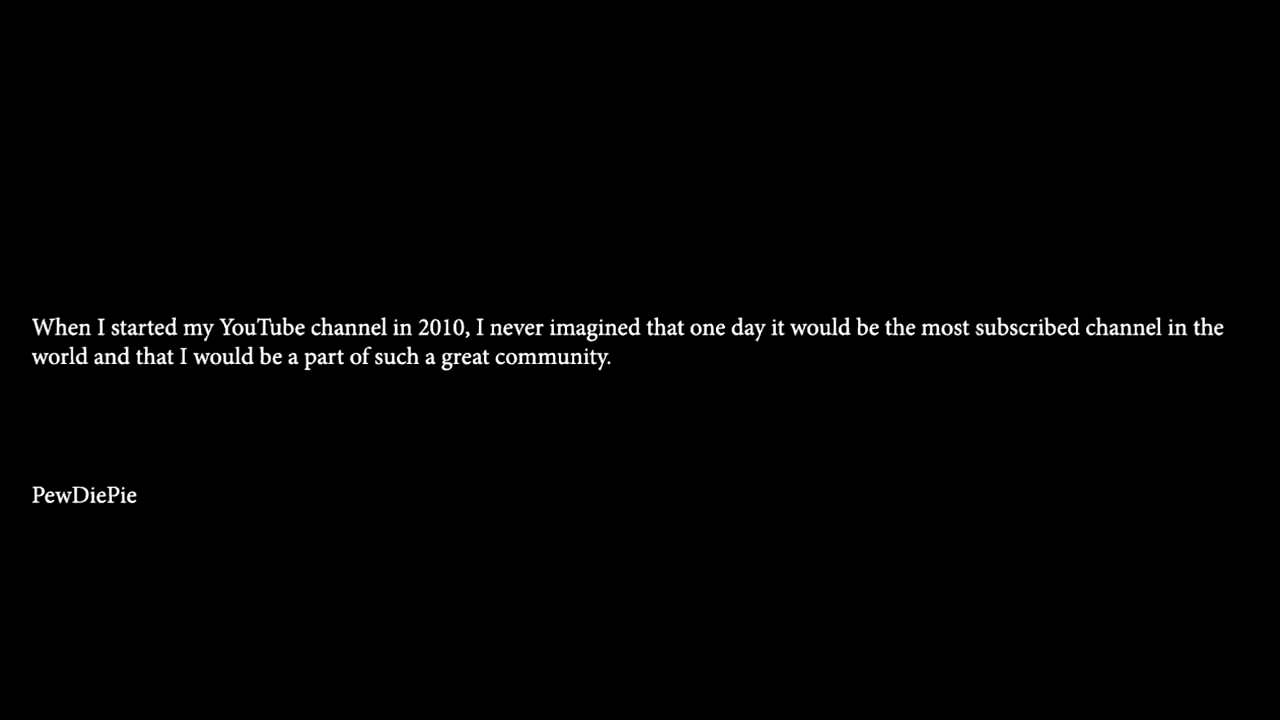 When I started my YouTube channel in 2010, I never imagined that one day it would be the most subscribed channel in the
world and that I would be a part of such a great community.
PewDiePie